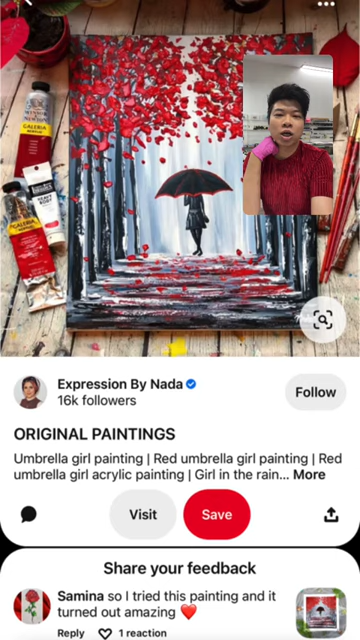 GALERIA
GALERIA
Expression By Nada
Follow
16k followers
ORIGINAL PAINTINGS
Umbrella girl painting | Red umbrella girl painting | Red
umbrella girl acrylic painting | Girl in the rain... More
Visit
Save
Share your feedback
Samina so I tried this painting and it
turned out amazing ❤️
Reply 1 reaction